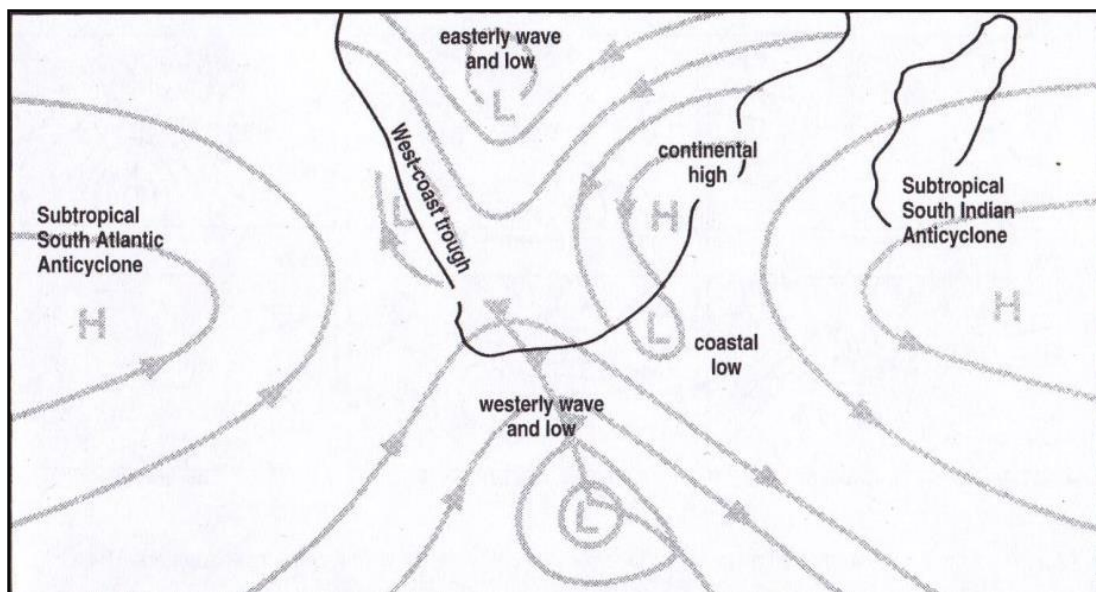 easterly wave
and low
L
West-coast trough
L
continental
high
H
Subtropical
South Atlantic
Anticyclone
H
Subtropical
South Indian
Anticyclone
H
L
coastal
low
westerly wave
and low
L